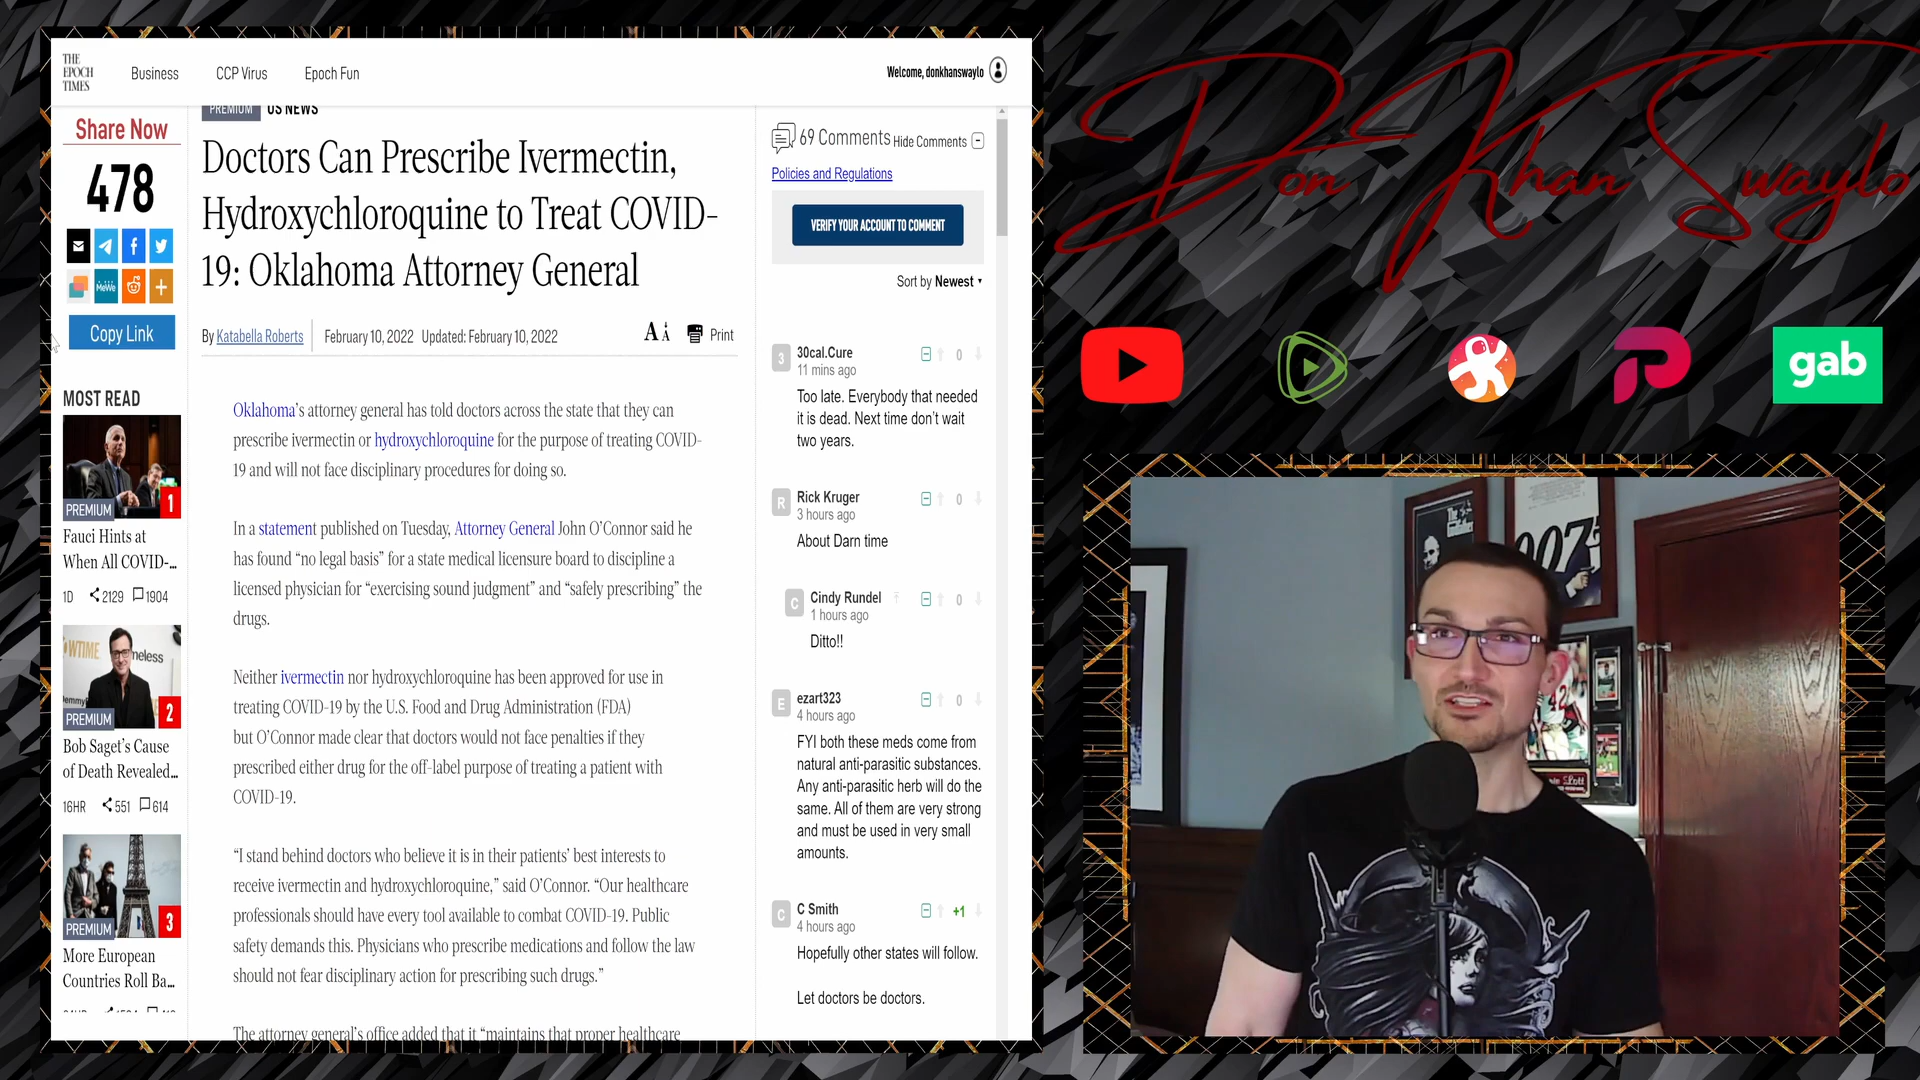 THE
EPOCH
TIMES
Business
CCP Virus
Epoch Fun
Welcome, donkhanswaylo
Share Now
478
MeWe
Copy Link
MOST READ
PREMIUM
1
Fauci Hints at
When All COVID-...
1D 2129 1904
PREMIUM
2
Bob Saget's Cause
of Death Revealed...
16HR 551 614
PREMIUM
3
More European
Countries Roll Ba...
PREMIUM US NEWS
Doctors Can Prescribe Ivermectin,
Hydroxychloroquine to Treat COVID-
19: Oklahoma Attorney General
By Katabella Roberts February 10, 2022 Updated: February 10, 2022 Print
Oklahoma's attorney general has told doctors across the state that they can
prescribe ivermectin or hydroxychloroquine for the purpose of treating COVID-
19 and will not face disciplinary procedures for doing so.
In a statement published on Tuesday, Attorney General John O'Connor said he
has found “no legal basis” for a state medical licensure board to discipline a
licensed physician for “exercising sound judgment” and “safely prescribing” the
drugs.
Neither ivermectin nor hydroxychloroquine has been approved for use in
treating COVID-19 by the U.S. Food and Drug Administration (FDA)
but O'Connor made clear that doctors would not face penalties if they
prescribed either drug for the off-label purpose of treating a patient with
COVID-19.
“I stand behind doctors who believe it is in their patients' best interests to
receive ivermectin and hydroxychloroquine,” said O'Connor. “Our healthcare
professionals should have every tool available to combat COVID-19. Public
safety demands this. Physicians who prescribe medications and follow the law
should not fear disciplinary action for prescribing such drugs.”
The attorney general's office added that it “maintains that proper healthcare
69 Comments Hide Comments
Policies and Regulations
VERIFY YOUR ACCOUNT TO COMMENT
Sort by Newest
3 30cal.Cure 0
11 mins ago
Too late. Everybody that needed
it is dead. Next time don't wait
two years.
R Rick Kruger 0
3 hours ago
About Darn time
C Cindy Rundel 0
1 hours ago
Ditto!!
E ezart323 0
4 hours ago
FYI both these meds come from
natural anti-parasitic substances.
Any anti-parasitic herb will do the
same. All of them are very strong
and must be used in very small
amounts.
C C Smith +1
4 hours ago
Hopefully other states will follow.
Let doctors be doctors.
Don Khan Swaylo
gab
007